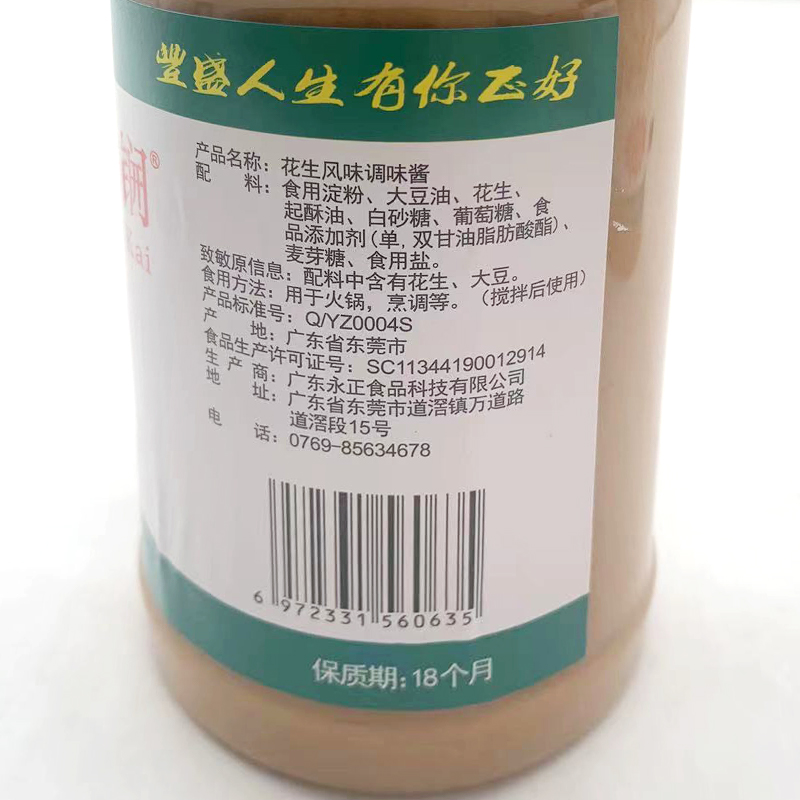 豐盛人生有你正好
锎®
kai
产品名称：花生风味调味酱
配 料：食用淀粉、大豆油、花生、
起酥油、白砂糖、葡萄糖、食
品添加剂(单,双甘油脂肪酸酯)、
麦芽糖、食用盐。
致敏原信息：配料中含有花生、大豆。
食用方法：用于火锅，烹调等。（搅拌后使用）
产品标准号：Q/YZ0004S
产 地：广东省东莞市
食品生产许可证号：SC11344190012914
生 产 商：广东永正食品科技有限公司
地 址：广东省东莞市道滘镇万道路
道滘段15号
电 话：0769-85634678
6 972331 560635
保质期：18个月